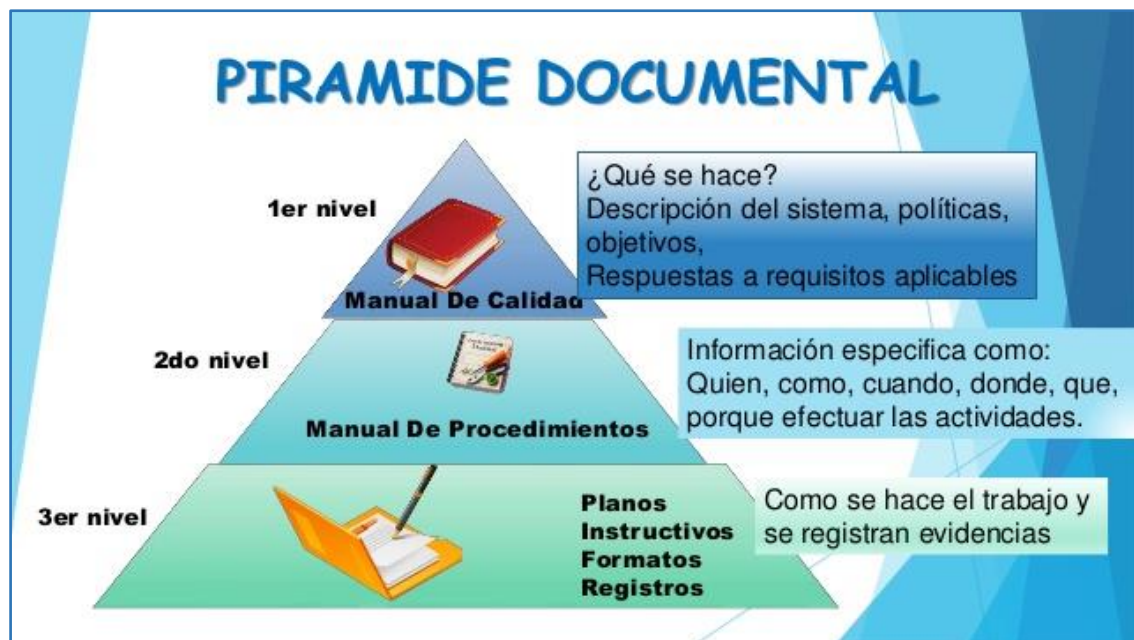 PIRAMIDE DOCUMENTAL
1er nivel
Manual De Calidad
¿Qué se hace?
Descripción del sistema, políticas,
objetivos,
Respuestas a requisitos aplicables
2do nivel
Manual De Procedimientos
Información especifica como:
Quien, como, cuando, donde, que,
porque efectuar las actividades.
3er nivel
Planos
Instructivos
Formatos
Registros
Como se hace el trabajo y
se registran evidencias